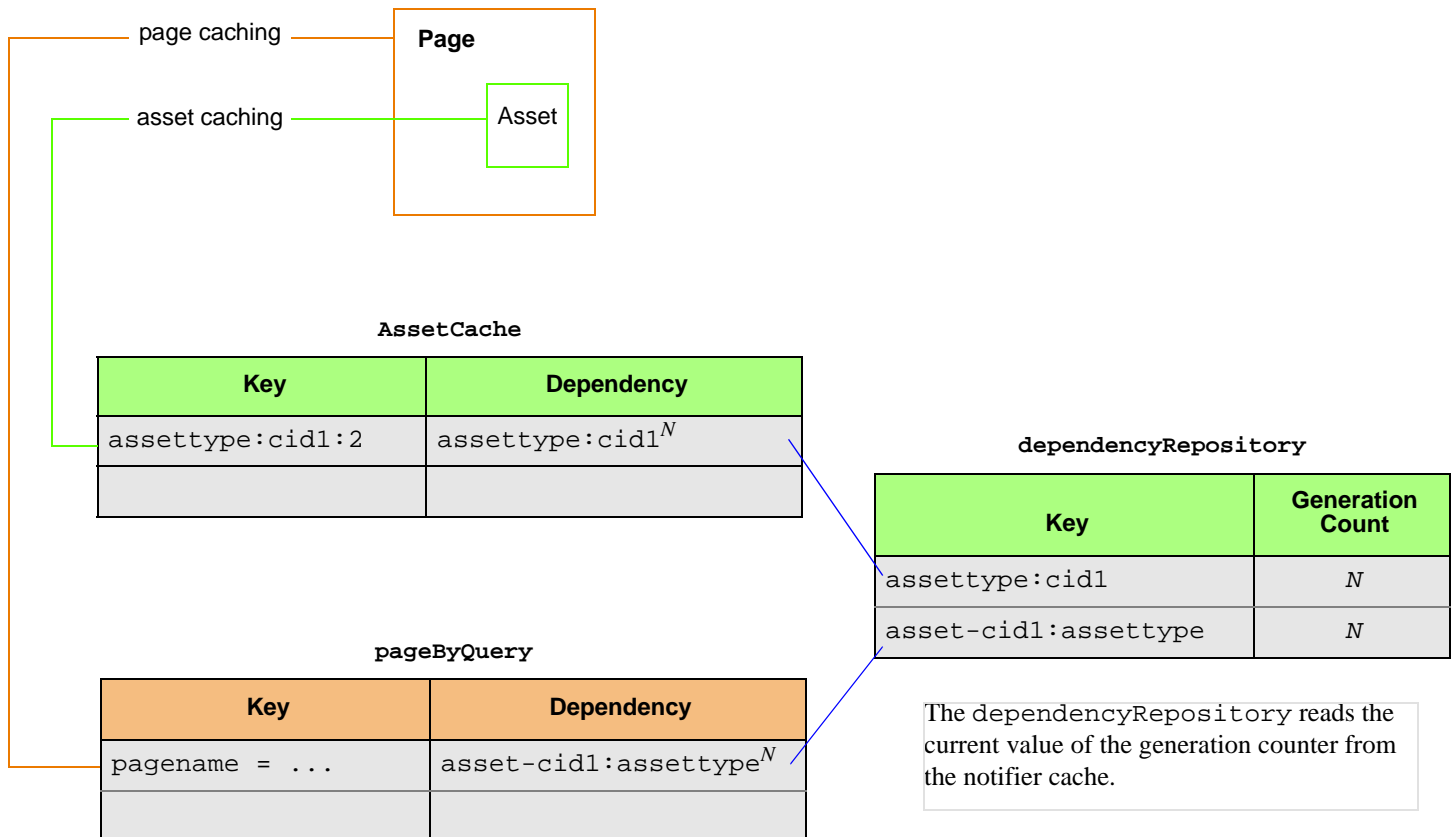 page caching
Page
asset caching
Asset
AssetCache
Key Dependency
assettype:cid1:2 assettype:cid1N
dependencyRepository
Key Generation
Count
assettype:cid1 N
asset-cid1:assettype N
pageByQuery
Key Dependency
pagename = ... asset-cid1:assettypeN
The dependencyRepository reads the
current value of the generation counter from
the notifier cache.